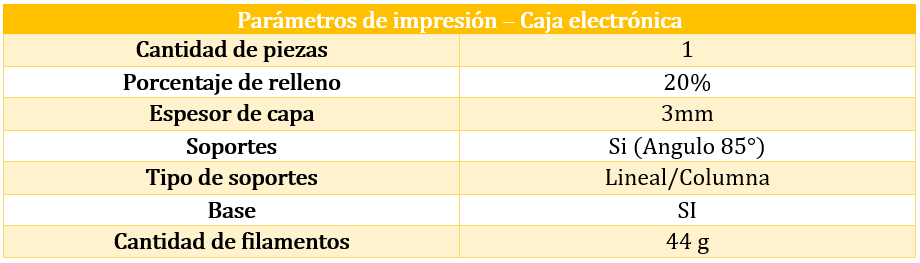 Parámetros de impresión – Caja electrónica
Cantidad de piezas 1
Porcentaje de relleno 20%
Espesor de capa 3mm
Soportes Si (Angulo 85°)
Tipo de soportes Lineal/Columna
Base SI
Cantidad de filamentos 44 g